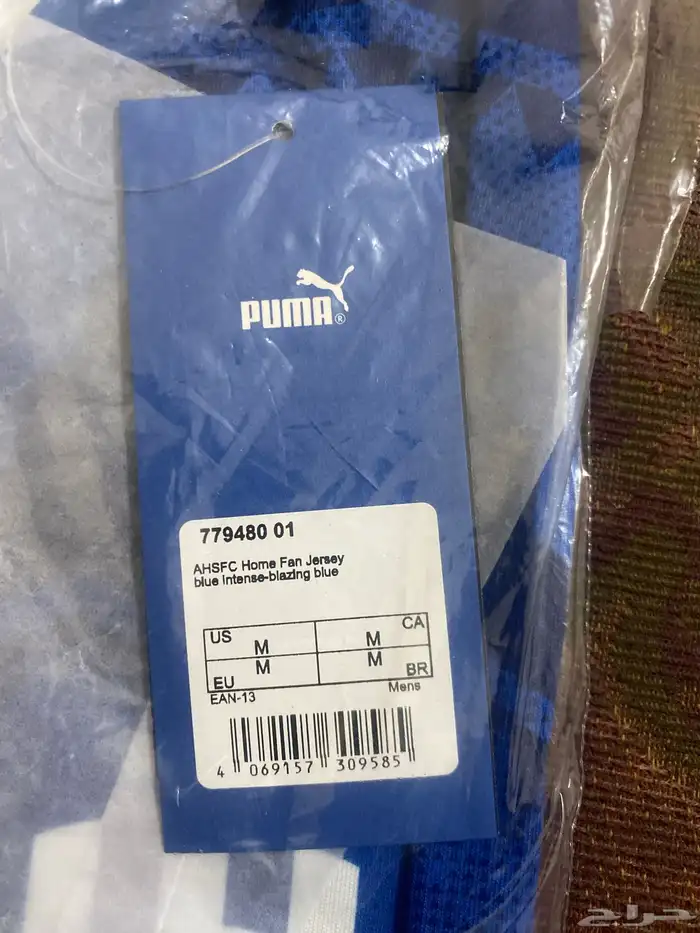 PUMA®
779480 01
AHSFC Home Fan Jersey
blue intense-blazing blue
US M M CA
EU M M BR
EAN-13 Mens
4 069157 309585
حراج